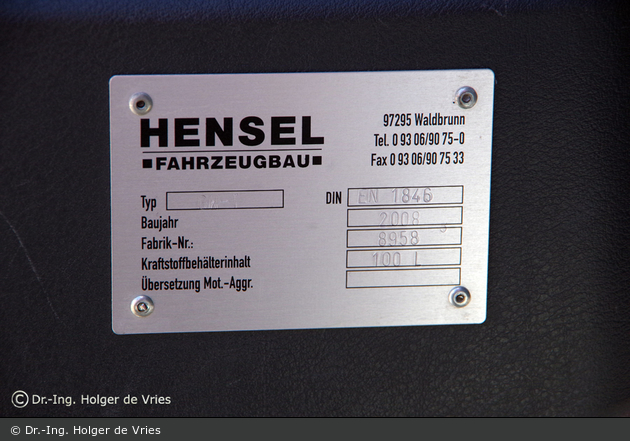 HENSEL
FAHRZEUGBAU
97295 Waldbrunn
Tel. 0 93 06/90 75-0
Fax 0 93 06/90 75 33
Typ DIN EN 1846
Baujahr 2008
Fabrik-Nr.: 8958
Kraftstoffbehälterinhalt 100 L
Übersetzung Mot.-Aggr.
© Dr.-Ing. Holger de Vries
© Dr.-Ing. Holger de Vries